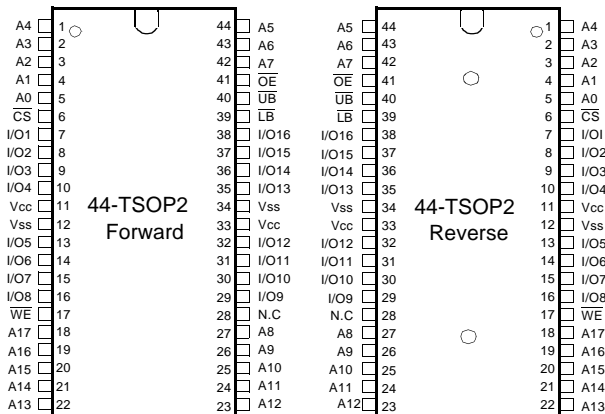 A4 1 44 A5
A3 2 43 A6
A2 3 42 A7
A1 4 41 OE
A0 5 40 UB
CS 6 39 LB
I/O1 7 38 I/O16
I/O2 8 37 I/O15
I/O3 9 36 I/O14
I/O4 10 35 I/O13
Vcc 11 34 Vss
Vss 12 33 Vcc
I/O5 13 32 I/O12
I/O6 14 31 I/O11
I/O7 15 30 I/O10
I/O8 16 29 I/O9
WE 17 28 N.C
A17 18 27 A8
A16 19 26 A9
A15 20 25 A10
A14 21 24 A11
A13 22 23 A12
44-TSOP2
Forward
A5 44 1 A4
A6 43 2 A3
A7 42 3 A2
OE 41 4 A1
UB 40 5 A0
LB 39 6 CS
I/O16 38 7 I/OI
I/O15 37 8 I/O2
I/O14 36 9 I/O3
I/O13 35 10 I/O4
Vss 34 11 Vcc
Vcc 33 12 Vss
I/O12 32 13 I/O5
I/O11 31 14 I/O6
I/O10 30 15 I/O7
I/O9 29 16 I/O8
N.C 28 17 WE
A8 27 18 A17
A9 26 19 A16
A10 25 20 A15
A11 24 21 A14
A12 23 22 A13
44-TSOP2
Reverse